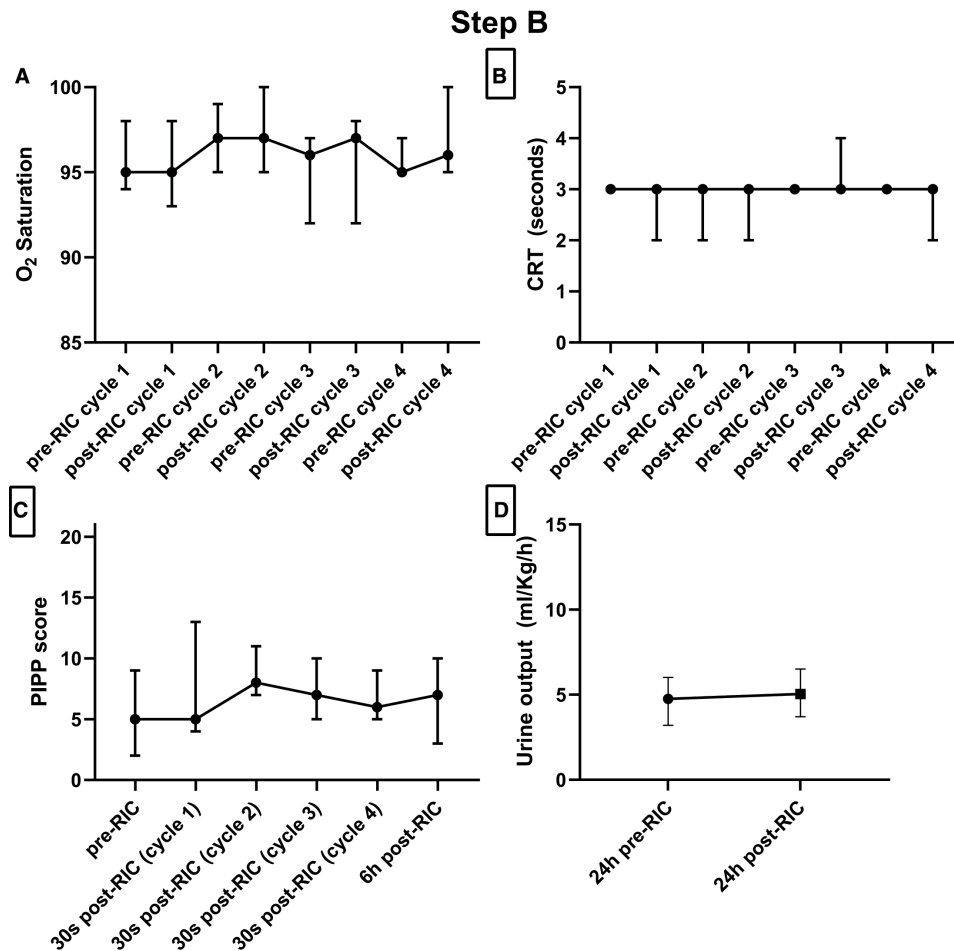 Step B
A
O2 Saturation
100
95
90
85
pre-RIC cycle 1
post-RIC cycle 1
pre-RIC cycle 2
post-RIC cycle 2
pre-RIC cycle 3
post-RIC cycle 3
pre-RIC cycle 4
post-RIC cycle 4
B
CRT (seconds)
5
4
3
2
1
0
pre-RIC cycle 1
post-RIC cycle 1
pre-RIC cycle 2
post-RIC cycle 2
pre-RIC cycle 3
post-RIC cycle 3
pre-RIC cycle 4
post-RIC cycle 4
C
PIPP score
20
15
10
5
0
pre-RIC
30s post-RIC (cycle 1)
30s post-RIC (cycle 2)
30s post-RIC (cycle 3)
30s post-RIC (cycle 4)
6h post-RIC
D
Urine output (ml/Kg/h)
15
10
5
0
24h pre-RIC
24h post-RIC